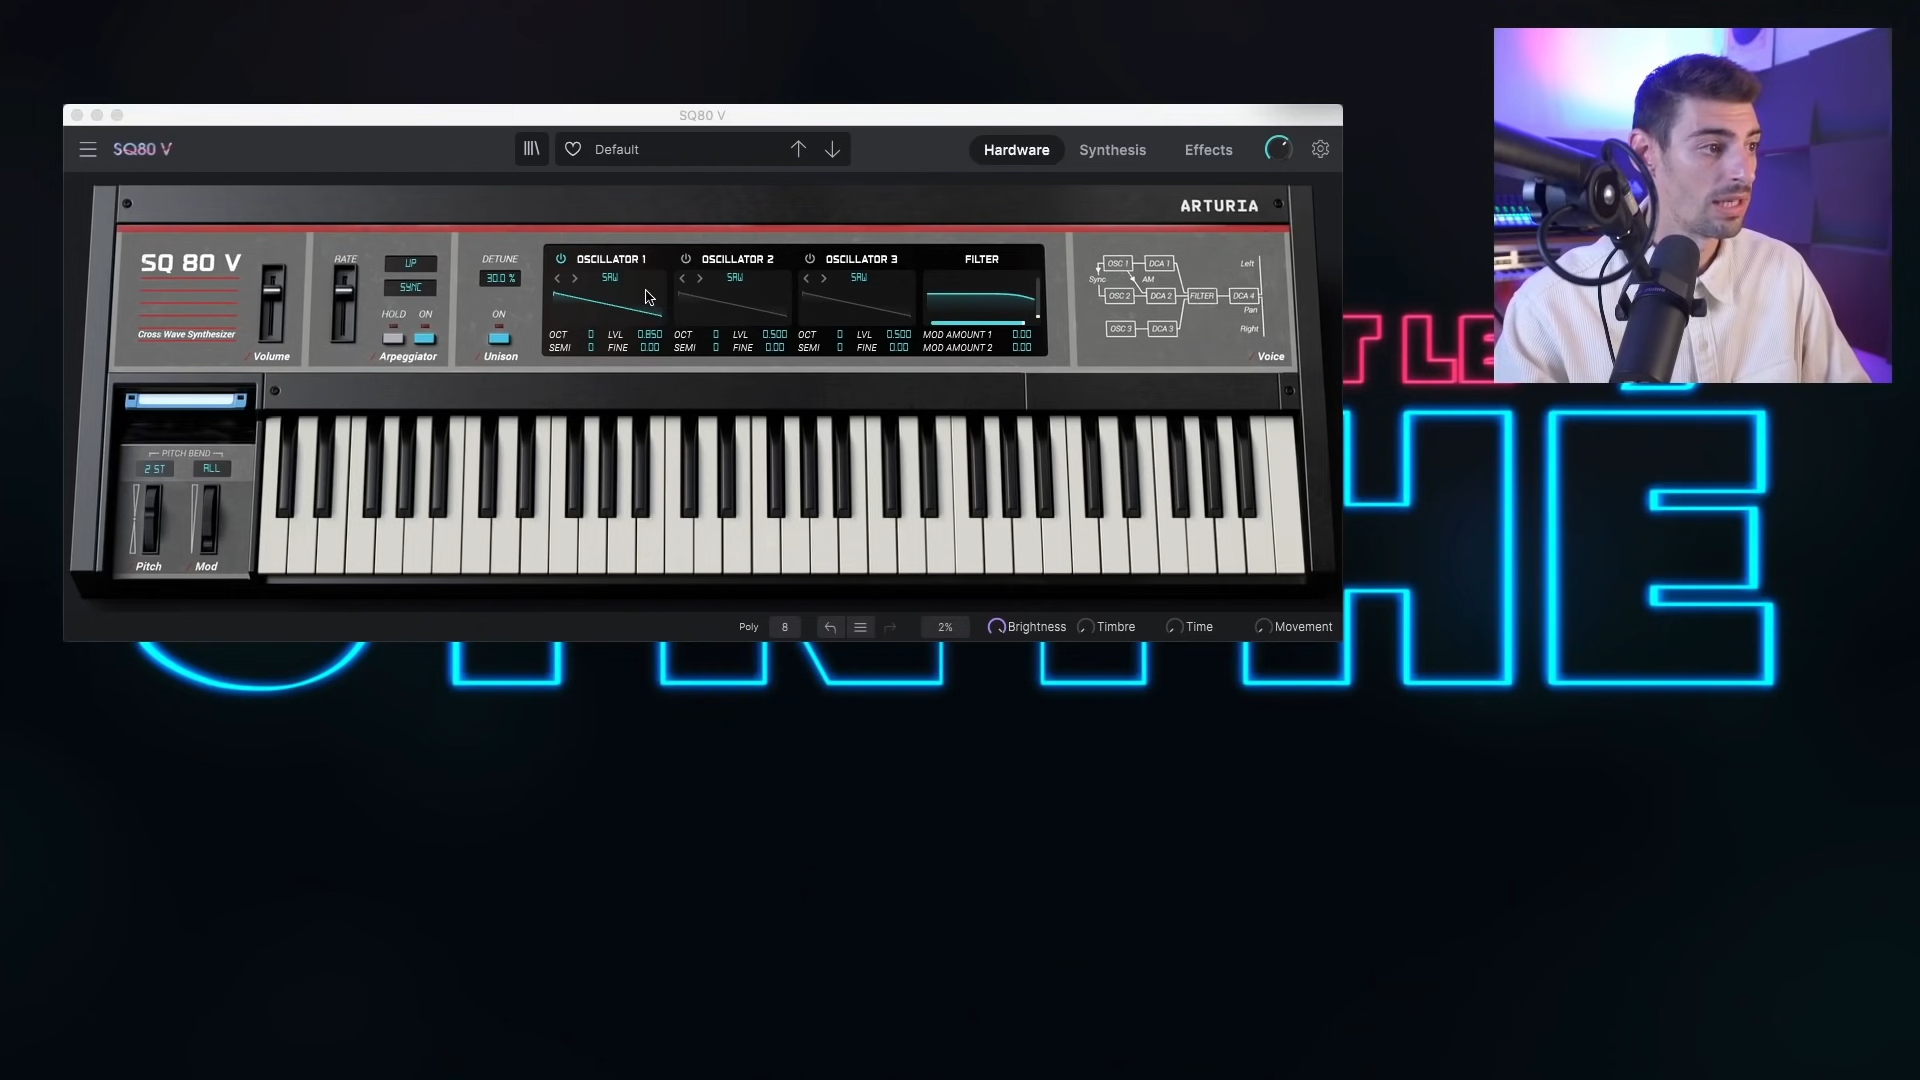 SQ80 V
SQ80 V
Default
Hardware
Synthesis
Effects
ARTURIA
SQ 80 V
Cross Wave Synthesizer
Volume
RATE
UP
SYNC
HOLD
ON
Arpeggiator
DETUNE
30.0 %
ON
Unison
OSCILLATOR 1
SAW
OCT 0 LVL 0.850
SEMI 0 FINE 0.00
OSCILLATOR 2
SAW
OCT 0 LVL 0.500
SEMI 0 FINE 0.00
OSCILLATOR 3
SAW
OCT 0 LVL 0.500
SEMI 0 FINE 0.00
FILTER
MOD AMOUNT 1 0.00
MOD AMOUNT 2 0.00
OSC 1
DCA 1
Left
Sync
AM
OSC 2
DCA 2
FILTER
DCA 4
Pan
OSC 3
DCA 3
Right
Voice
PITCH BEND
2 ST
ALL
Pitch
Mod
Poly
8
2%
Brightness
Timbre
Time
Movement